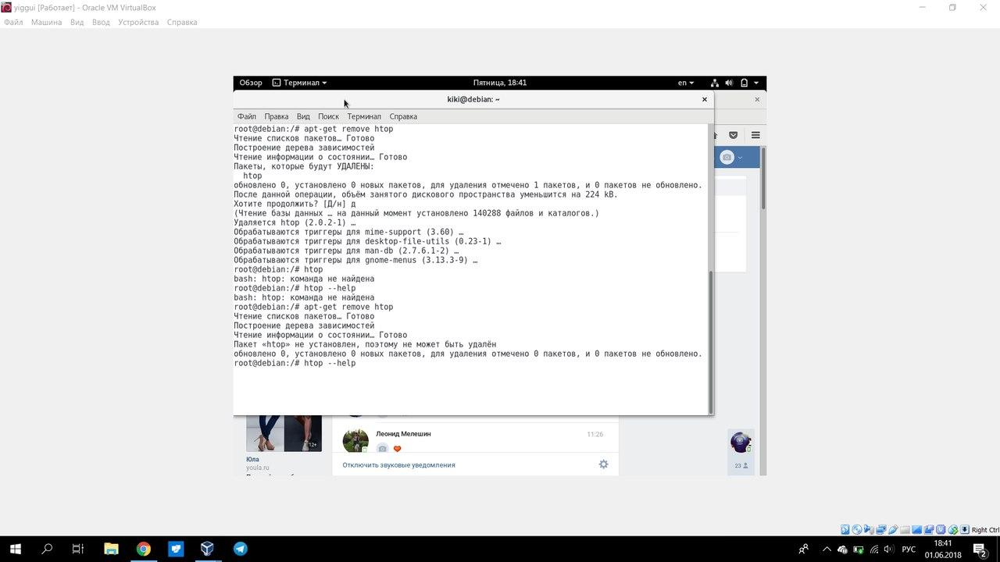 yiggui [Работает] - Oracle VM VirtualBox
Файл Машина Вид Ввод Устройства Справка
Обзор Терминал Пятница, 18:41 en
kiki@debian: ~
Файл Правка Вид Поиск Терминал Справка
root@debian:/# apt-get remove htop
Чтение списков пакетов… Готово
Построение дерева зависимостей
Чтение информации о состоянии… Готово
Пакеты, которые будут УДАЛЕНЫ:
htop
обновлено 0, установлено 0 новых пакетов, для удаления отмечено 1 пакетов, и 0 пакетов не обновлено.
После данной операции, объём занятого дискового пространства уменьшится на 224 kB.
Хотите продолжить? [Д/н] д
(Чтение базы данных … на данный момент установлено 140288 файлов и каталогов.)
Удаляется htop (2.0.2-1) …
Обрабатываются триггеры для mime-support (3.60) …
Обрабатываются триггеры для desktop-file-utils (0.23-1) …
Обрабатываются триггеры для man-db (2.7.6.1-2) …
Обрабатываются триггеры для gnome-menus (3.13.3-9) …
root@debian:/# htop
bash: htop: команда не найдена
root@debian:/# htop --help
bash: htop: команда не найдена
root@debian:/# apt-get remove htop
Чтение списков пакетов… Готово
Построение дерева зависимостей
Чтение информации о состоянии… Готово
Пакет «htop» не установлен, поэтому не может быть удалён
обновлено 0, установлено 0 новых пакетов, для удаления отмечено 0 пакетов, и 0 пакетов не обновлено.
root@debian:/# htop --help
12+
Юла
youla.ru
Леонид Мелешин 11:26
Отключить звуковые уведомления
23
Right Ctrl
РУС
18:41
01.06.2018
2